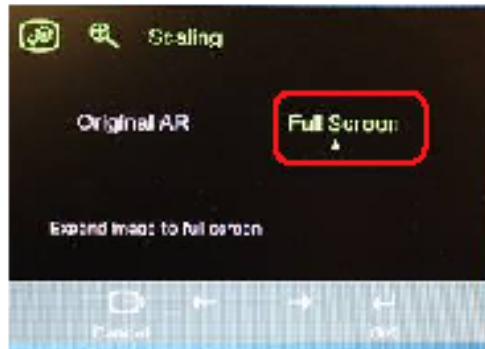 Scaling
Original AR Full Screen
Expand image to full screen
Cancel